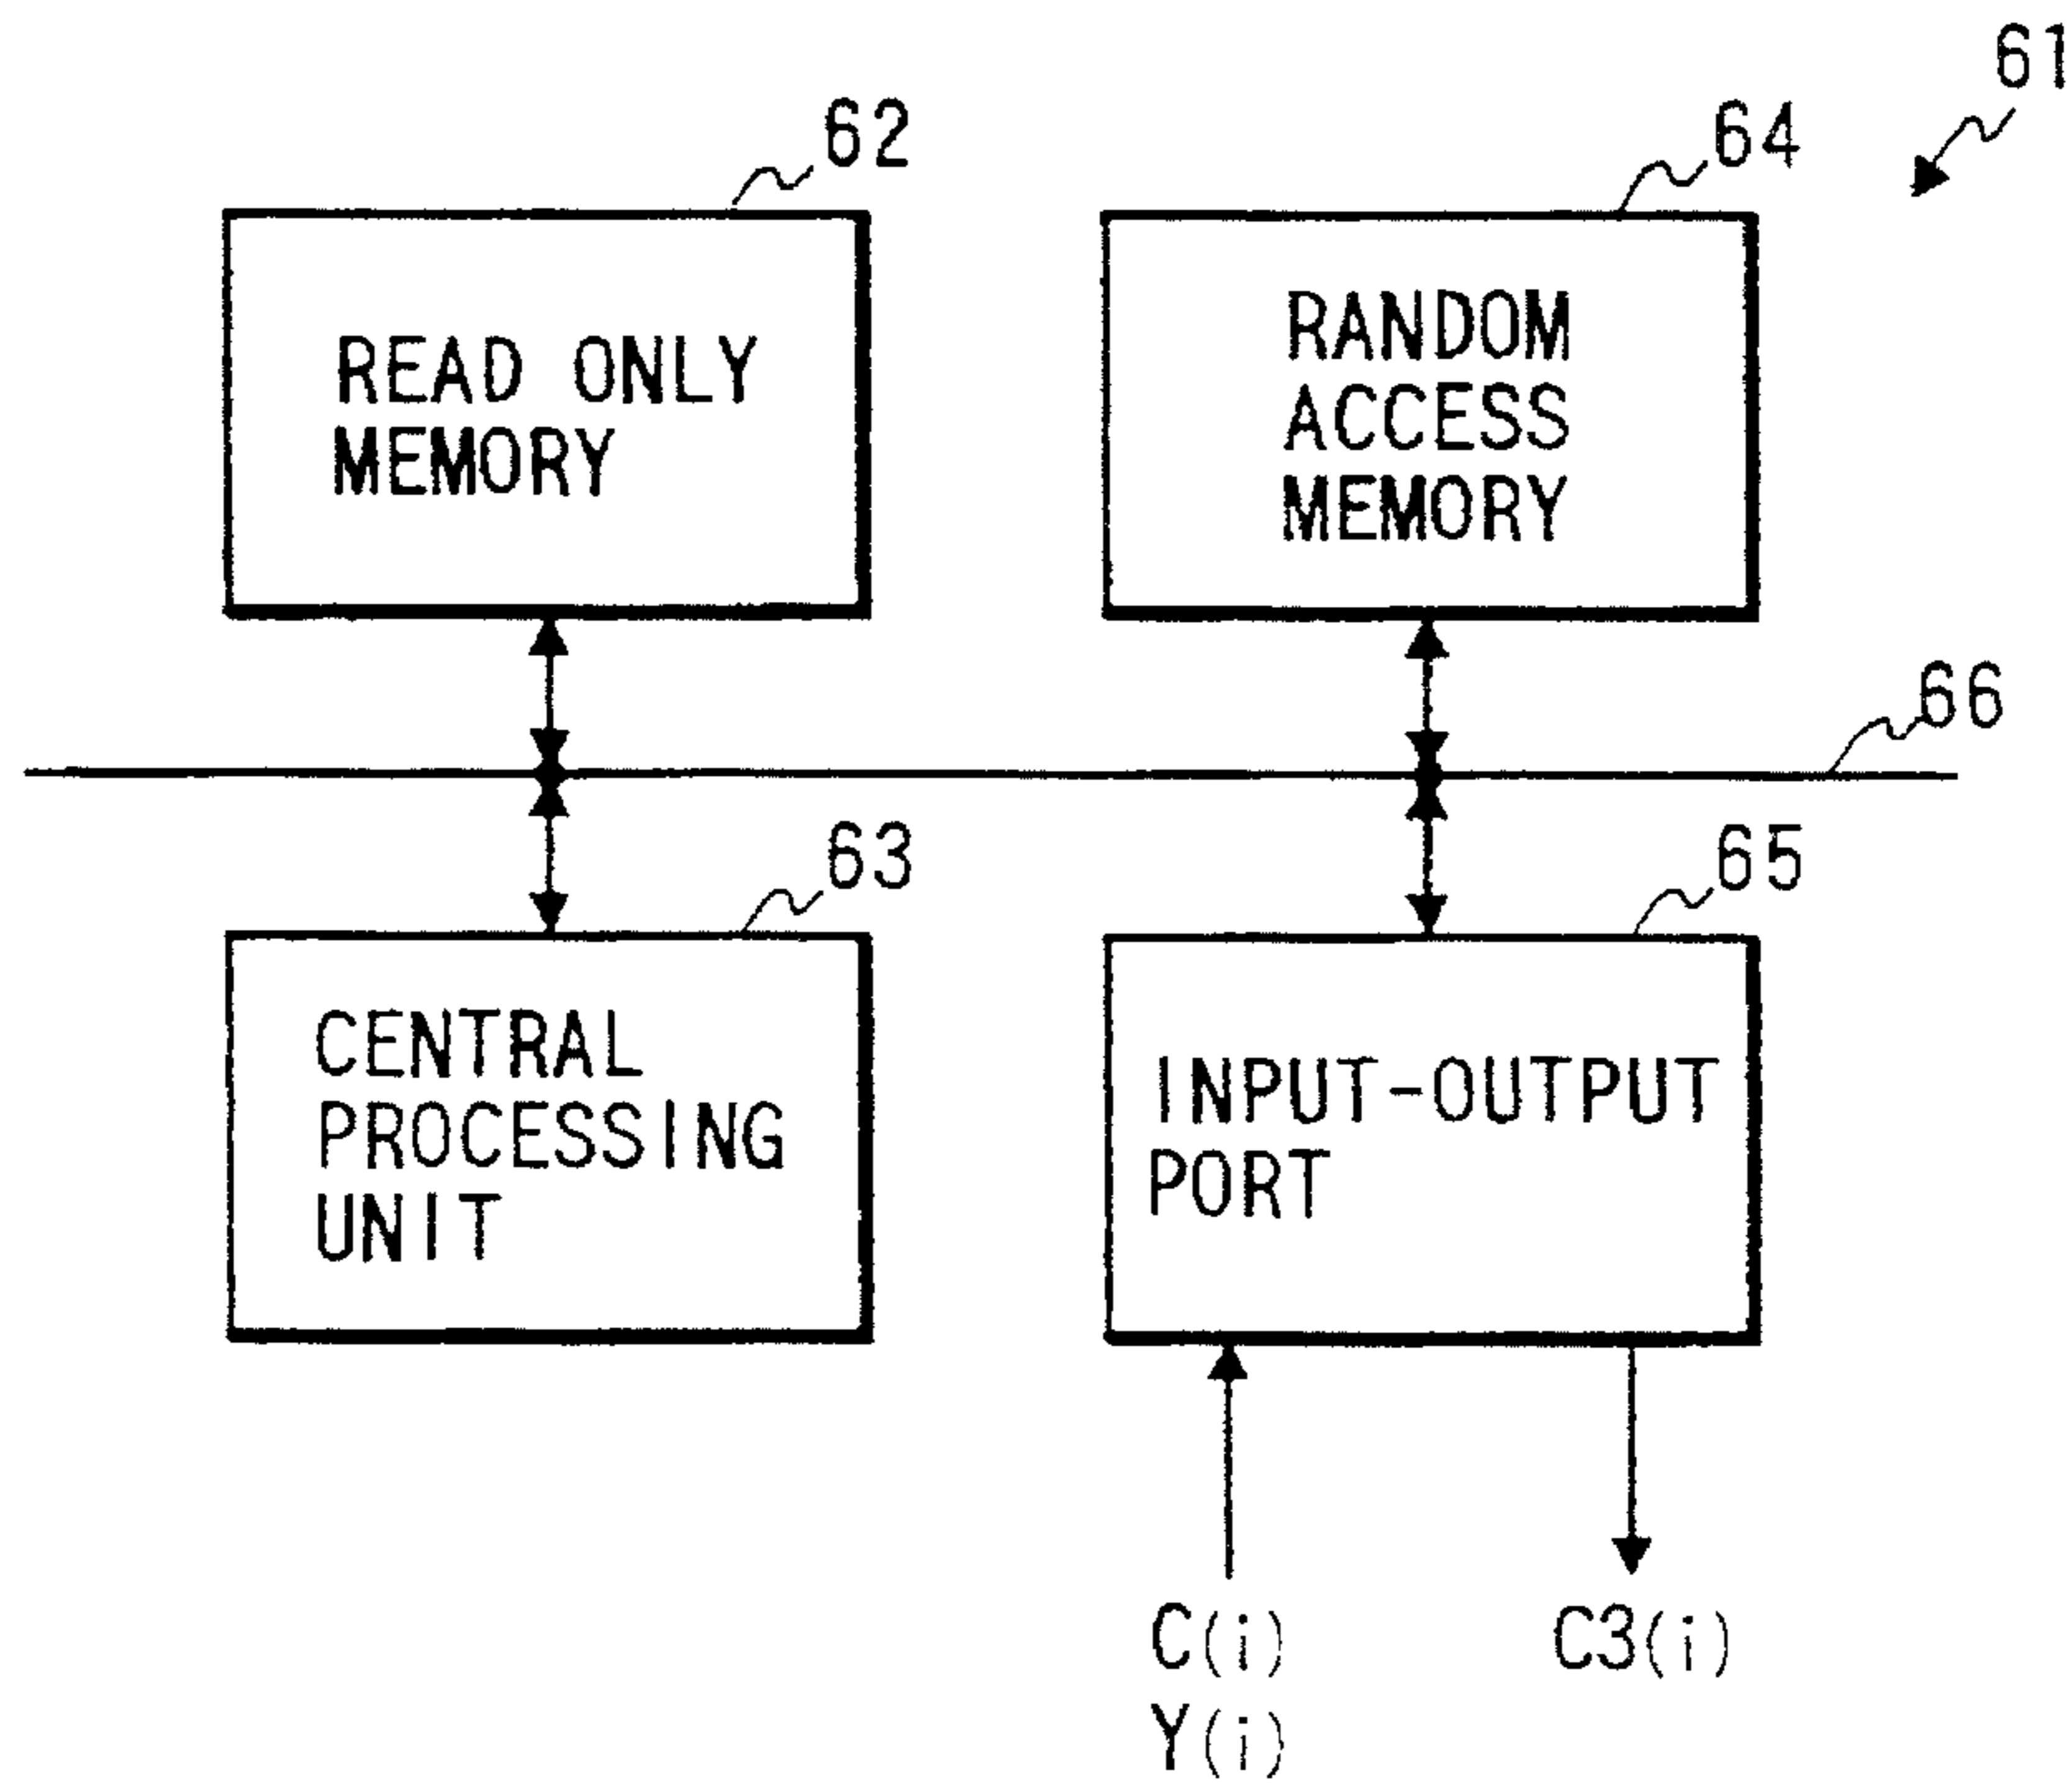 61
62
64
READ ONLY
MEMORY
RANDOM
ACCESS
MEMORY
66
63
65
CENTRAL
PROCESSING
UNIT
INPUT-OUTPUT
PORT
C(i)
Y(i)
C3(i)